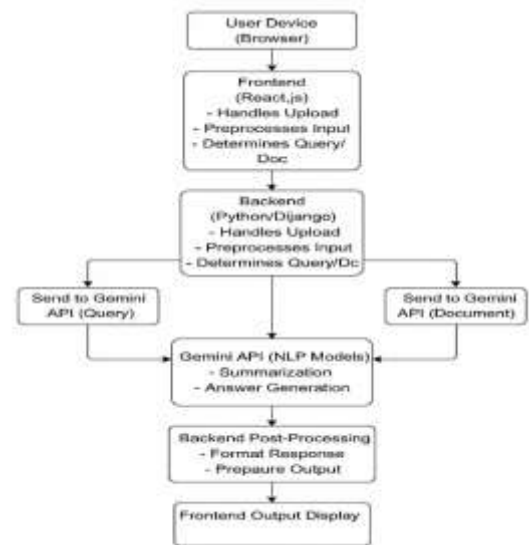 User Device
(Browser)
Frontend
(React,js)
- Handles Upload
- Preprocesses Input
- Determines Query/
Doc
Backend
(Python/Dijango)
- Handles Upload
- Preprocesses Input
- Determines Query/Dc
Send to Gemini
API (Query)
Send to Gemini
API (Document)
Gemini API (NLP Models)
- Summarization
- Answer Generation
Backend Post-Processing
- Format Response
- Prepaure Output
Frontend Output Display